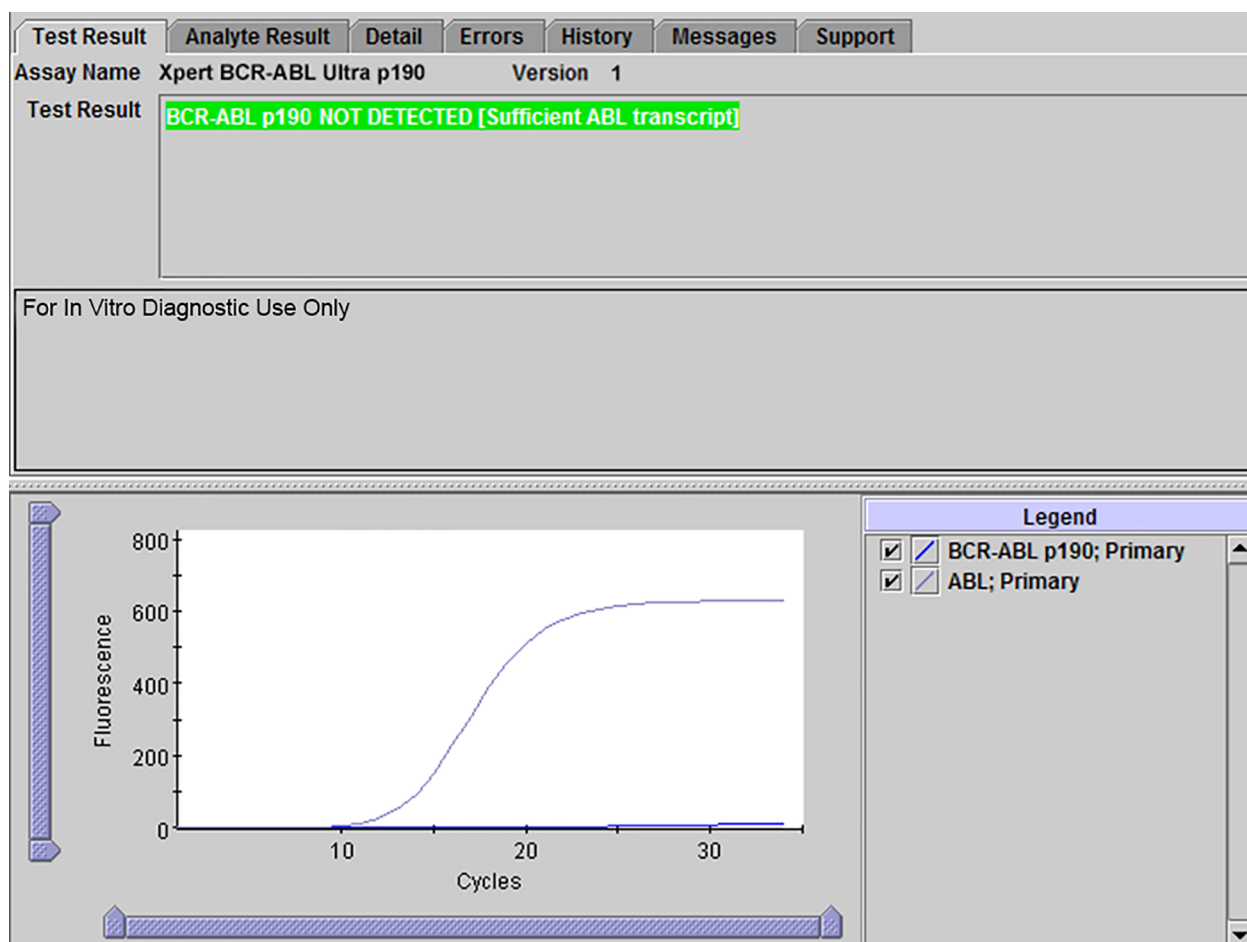 Test Result Analyte Result Detail Errors History Messages Support
Assay Name Xpert BCR-ABL Ultra p190 Version 1
Test Result BCR-ABL p190 NOT DETECTED [Sufficient ABL transcript]
For In Vitro Diagnostic Use Only
Legend
BCR-ABL p190; Primary
ABL; Primary
800
600
400
200
0
Fluorescence
10 20 30
Cycles